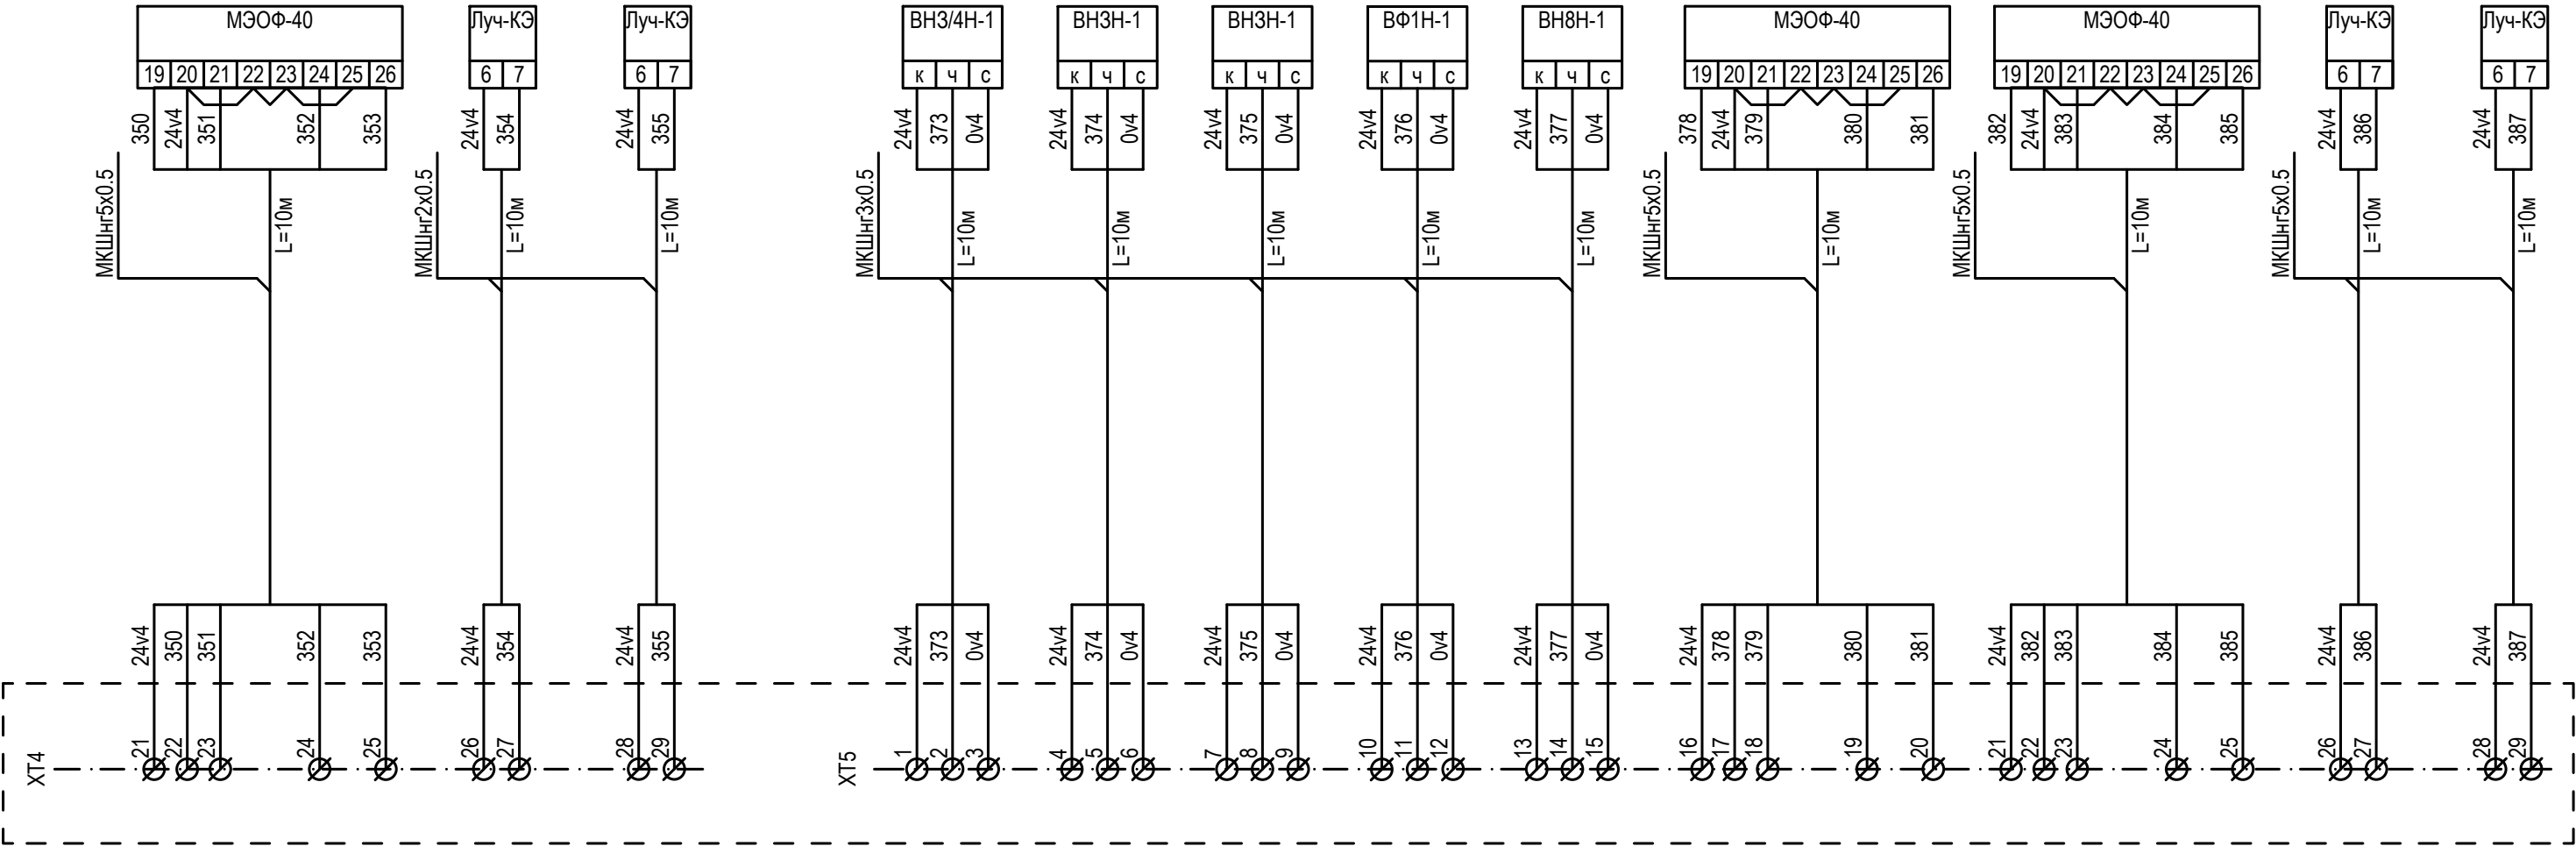 МЭОФ-40 Луч-КЭ Луч-КЭ ВН3/4Н-1 ВН3Н-1 ВН3Н-1 ВФ1Н-1 ВН8Н-1 МЭОФ-40 МЭОФ-40 Луч-КЭ Луч-КЭ
19 20 21 22 23 24 25 26 6 7 6 7 к ч с к ч с к ч с к ч с к ч с 19 20 21 22 23 24 25 26 19 20 21 22 23 24 25 26 6 7 6 7
350 24v4 351 352 353 24v4 354 24v4 355 24v4 373 0v4 24v4 374 0v4 24v4 375 0v4 24v4 376 0v4 24v4 377 0v4 378 24v4 379 380 381 382 24v4 383 384 385 24v4 386 24v4 387
МКШнг5х0.5 L=10м МКШнг2х0.5 L=10м L=10м МКШнг3х0.5 L=10м L=10м L=10м L=10м L=10м МКШнг5х0.5 L=10м МКШнг5х0.5 L=10м МКШнг5х0.5 L=10м L=10м
24v4 350 351 352 353 24v4 354 24v4 355 24v4 373 0v4 24v4 374 0v4 24v4 375 0v4 24v4 376 0v4 24v4 377 0v4 24v4 378 379 380 381 24v4 382 383 384 385 24v4 386 24v4 387
ХТ4 21 22 23 24 25 26 27 28 29 ХТ5 1 2 3 4 5 6 7 8 9 10 11 12 13 14 15 16 17 18 19 20 21 22 23 24 25 26 27 28 29